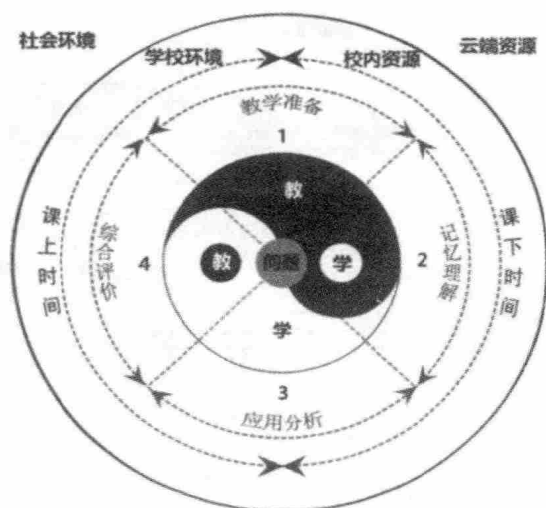 社会环境
云端资源
学校环境
校内资源
教学准备
1
教
课上时间
综合评价
4
教
问题
学
2
记忆理解
课下时间
学
3
应用分析